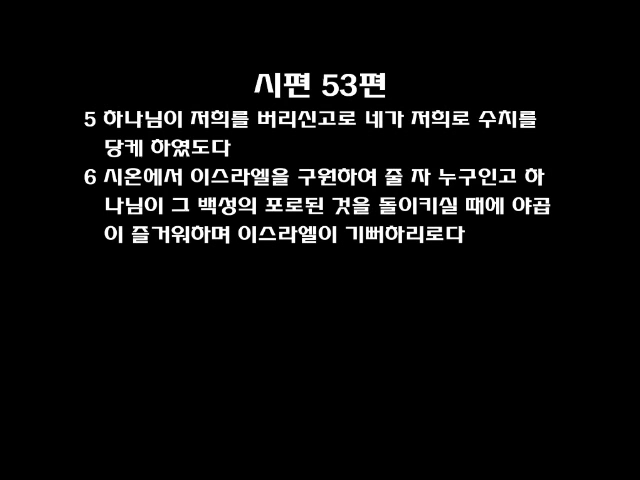 시편 53편
5 하나님이 저희를 버리신고로 네가 저희로 수치를
당케 하였도다
6 시온에서 이스라엘을 구원하여 줄 자 누구인고 하
나님이 그 백성의 포로된 것을 돌이키실 때에 야곱
이 즐거워하며 이스라엘이 기뻐하리로다